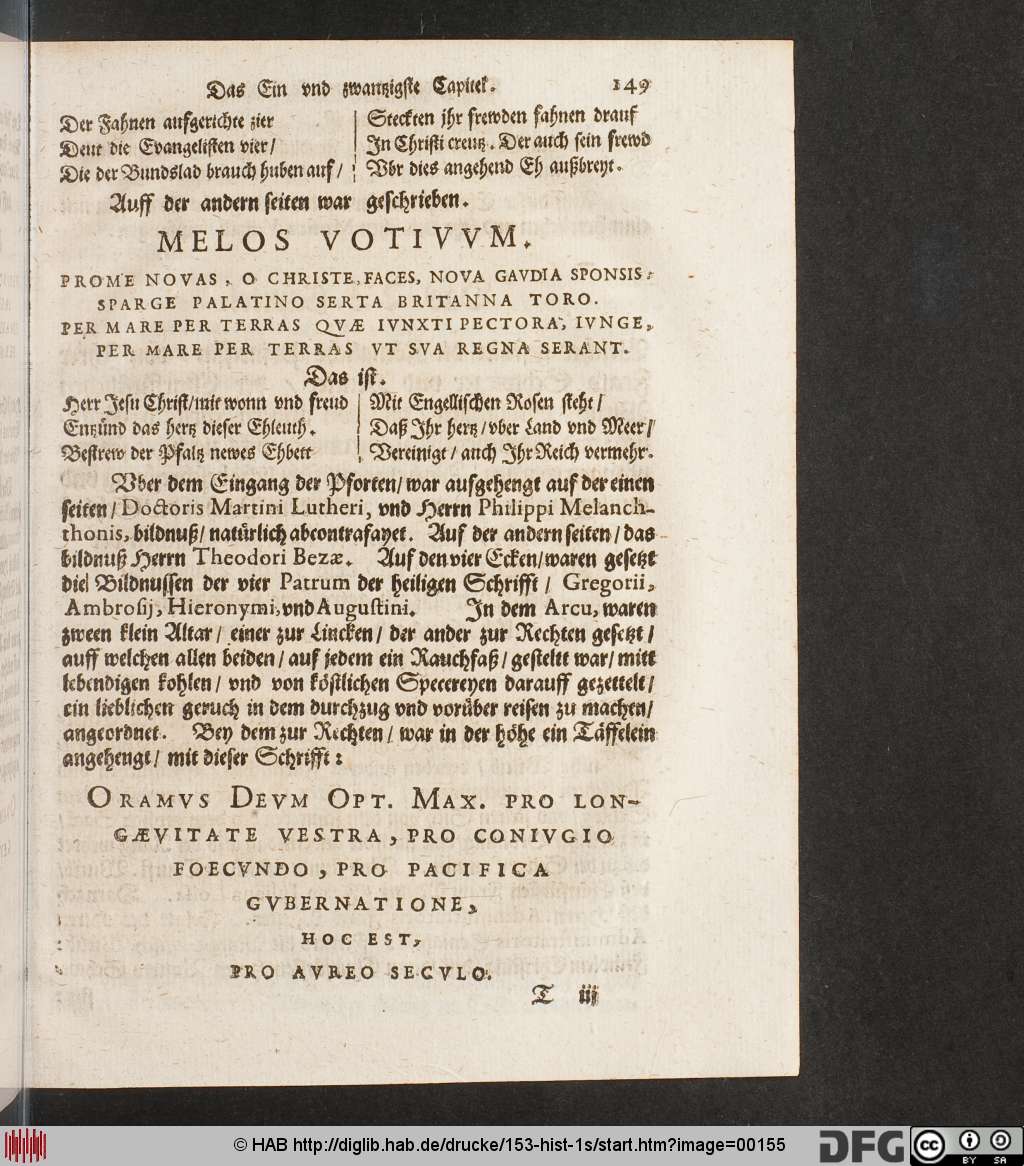 Das Ein vnd zwantzigste Capitel. 149
Der Fahnen aufgerichte zier
Deut die Evangelisten vier/
Die der Bundslad brauch huben auf/
Steckten jhr frewden fahnen drauf
In Christi creutz. Der auch sein frewd
Vbr dies angehend Eh außbreyt.
Auff der andern seiten war geschrieben.
MELOS VOTIVVM.
PROME NOVAS, O CHRISTE, FACES, NOVA GAVDIA SPONSIS:
SPARGE PALATINO SERTA BRITANNA TORO.
PER MARE PER TERRAS QVÆ IVNXTI PECTORA, IVNGE,
PER MARE PER TERRAS VT SVA REGNA SERANT.
Das ist.
Herr Jesu Christ/mit wonn vnd freud
Entzünd das hertz dieser Ehleuth.
Bestrew der Pfaltz newes Ehbett
Mit Engellischen Rosen steht/
Daß Ihr hertz/vber Land vnd Meer/
Vereinigt/auch Ihr Reich vermehr.
Vber dem Eingang der Pforten/war aufgehengt auf der einen
seiten/Doctoris Martini Lutheri, vnd Herrn Philippi Melanch-
thonis, bildnuß/natürlich abcontrafayet. Auf der andern seiten/das
bildnuß Herrn Theodori Bezæ. Auf den vier Ecken/waren gesetzt
die Bildnussen der vier Patrum der heiligen Schrifft/ Gregorii,
Ambrosij, Hieronymi, vnd Augustini. In dem Arcu, waren
zween klein Altar/ einer zur Lincken/ der ander zur Rechten gesetzt/
auff welchen allen beiden/auf jedem ein Rauchfaß/gesteltt war/mitt
lebendigen kohlen/ vnd von köstlichen Specereyen darauff gezettelt/
ein lieblichen geruch in dem durchzug vnd vorüber reisen zu machen/
angeordnet. Bey dem zur Rechten/war in der höhe ein Täffelein
angehengt/ mit dieser Schrifft:
ORAMVS DEVM OPT. MAX. PRO LON-
GÆVITATE VESTRA, PRO CONIVGIO
FOECVNDO, PRO PACIFICA
GVBERNATIONE,
HOC EST,
PRO AVREO SECVLO.
T iij
© HAB http://diglib.hab.de/drucke/153-hist-1s/start.htm?image=00155
DFG
cc BY SA